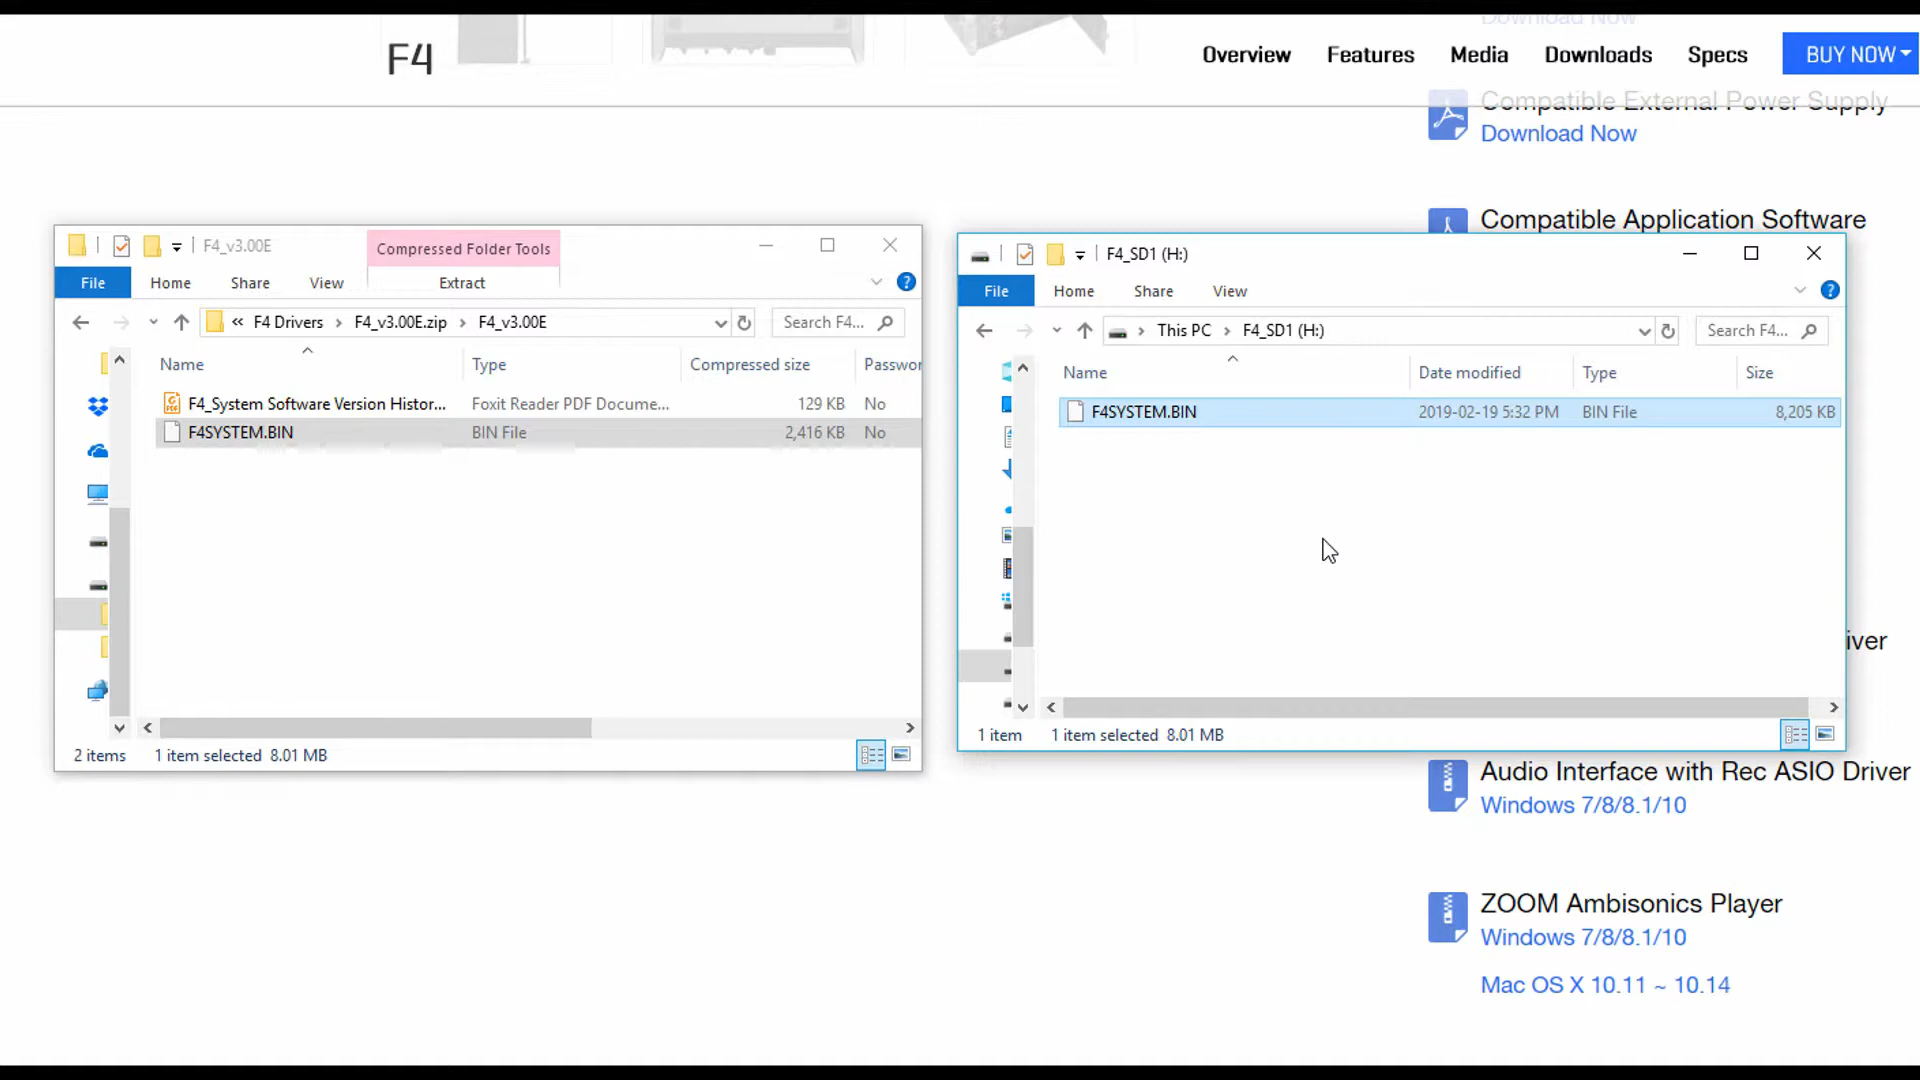 Download Now
F4
Overview
Features
Media
Downloads
Specs
BUY NOW
Compatible External Power Supply
Download Now
Compatible Application Software
F4_v3.00E
Compressed Folder Tools
File
Home
Share
View
Extract
« F4 Drivers > F4_v3.00E.zip > F4_v3.00E
Search F4...
Name
Type
Compressed size
Passwor
F4_System Software Version Histor...
Foxit Reader PDF Docume...
129 KB
No
F4SYSTEM.BIN
BIN File
2,416 KB
No
2 items
1 item selected 8.01 MB
F4_SD1 (H:)
File
Home
Share
View
> This PC > F4_SD1 (H:)
Search F4...
Name
Date modified
Type
Size
F4SYSTEM.BIN
2019-02-19 5:32 PM
BIN File
8,205 KB
1 item
1 item selected 8.01 MB
iver
Audio Interface with Rec ASIO Driver
Windows 7/8/8.1/10
ZOOM Ambisonics Player
Windows 7/8/8.1/10
Mac OS X 10.11 ~ 10.14